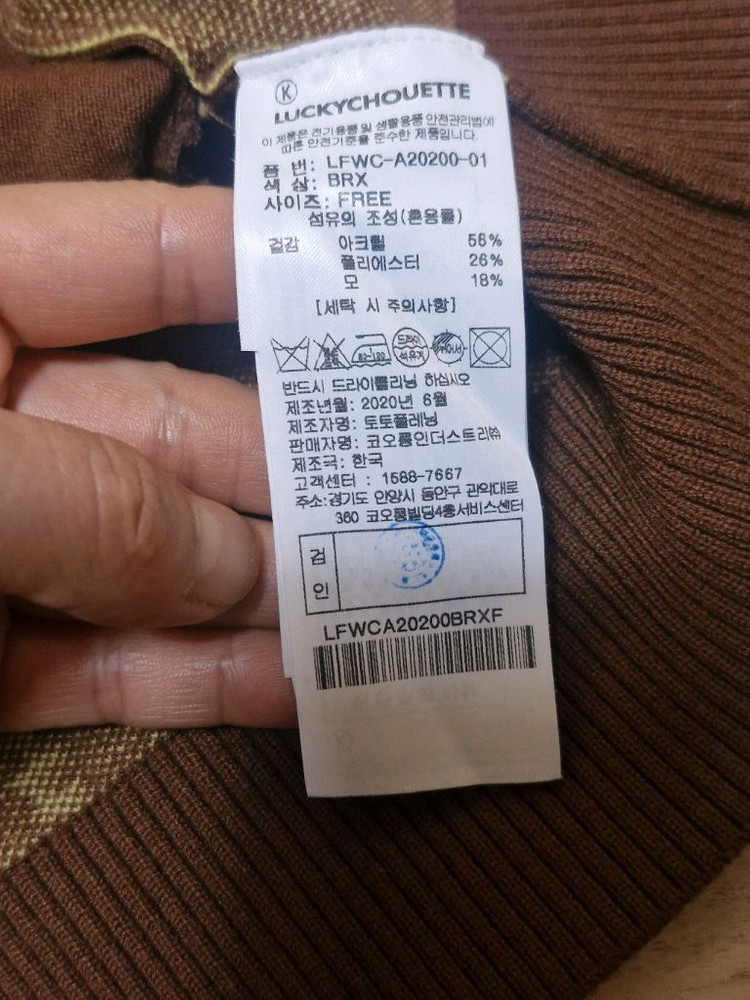 K
LUCKYCHOUETTE
이 제품은 전기용품 및 생활용품 안전관리법에
따른 안전기준을 준수한 제품입니다.
품 번: LFWC-A20200-01
색 상: BRX
사이즈: FREE
섬유의 조성(혼용률)
겉감 아크릴 56%
폴리에스터 26%
모 18%
[세탁 시 주의사항]
80~120 드라이
석유계
반드시 드라이클리닝 하십시오
제조년월: 2020년 6월
제조자명: 토토플레닝
판매자명: 코오롱인더스트리㈜
제조국: 한국
고객센터 : 1588-7667
주소:경기도 안양시 동안구 관악대로
360 코오롱빌딩4층서비스센터
검
인
LFWCA20200BRXF